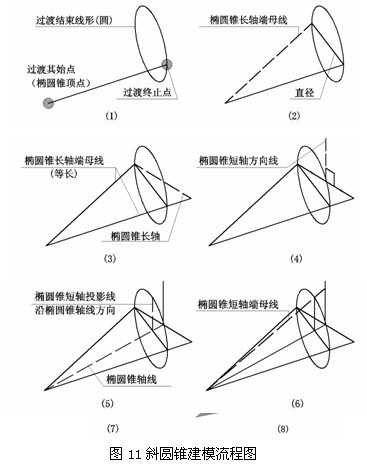 过渡结束线形(圆)
过渡其始点
(椭圆锥顶点)
过渡终止点
(1)
椭圆锥长轴端母线
直径
(2)
椭圆锥长轴端母线
(等长)
椭圆锥长轴
(3)
椭圆锥短轴方向线
(4)
椭圆锥短轴投影线
沿椭圆锥轴线方向
椭圆锥轴线
(5)
椭圆锥短轴端母线
(6)
(7)
(8)
图 11 斜圆锥建模流程图